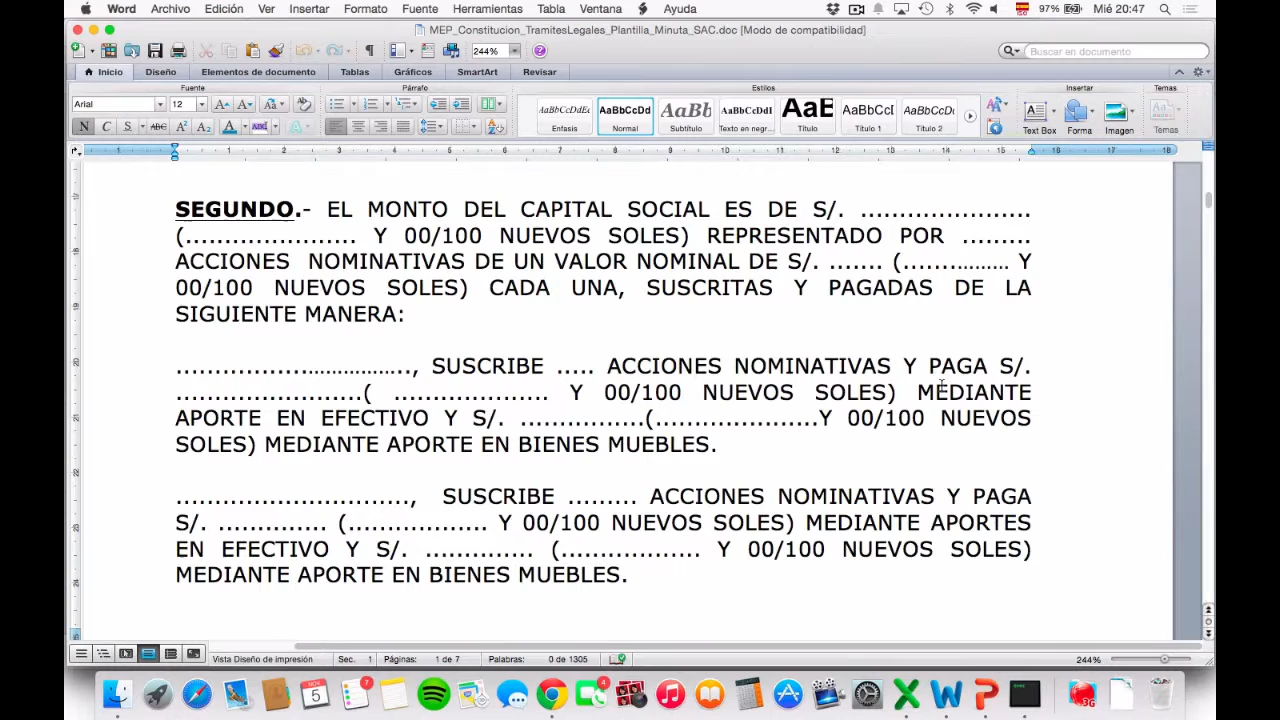 Word Archivo Edición Ver Insertar Formato Fuente Herramientas Tabla Ventana Ayuda 97% Mié 20:47
MEP_Constitucion_TramitesLegales_Plantilla_Minuta_SAC.doc [Modo de compatibilidad]
244% Buscar en documento
Inicio Diseño Elementos de documento Tablas Gráficos SmartArt Revisar
Fuente Párrafo Estilos Insertar Temas
Arial 12
AaBbCcDdEe AaBbCcDd AaBb AaBbCcDdI AaB AaBbCcI AaBbCcDı
Énfasis Normal Subtítulo Texto en negr... Título Título 1 Título 2 Text Box Forma Imagen Temas
SEGUNDO.- EL MONTO DEL CAPITAL SOCIAL ES DE S/. ......................
(...................... Y 00/100 NUEVOS SOLES) REPRESENTADO POR .........
ACCIONES NOMINATIVAS DE UN VALOR NOMINAL DE S/. ....... (................ Y
00/100 NUEVOS SOLES) CADA UNA, SUSCRITAS Y PAGADAS DE LA
SIGUIENTE MANERA:
................................, SUSCRIBE ..... ACCIONES NOMINATIVAS Y PAGA S/.
........................( .................... Y 00/100 NUEVOS SOLES) MEDIANTE
APORTE EN EFECTIVO Y S/. ................(.....................Y 00/100 NUEVOS
SOLES) MEDIANTE APORTE EN BIENES MUEBLES.
.............................., SUSCRIBE ......... ACCIONES NOMINATIVAS Y PAGA
S/. .............. (.................. Y 00/100 NUEVOS SOLES) MEDIANTE APORTES
EN EFECTIVO Y S/. .............. (.................. Y 00/100 NUEVOS SOLES)
MEDIANTE APORTE EN BIENES MUEBLES.
Vista Diseño de impresión Sec. 1 Páginas: 1 de 7 Palabras: 0 de 1305 244%